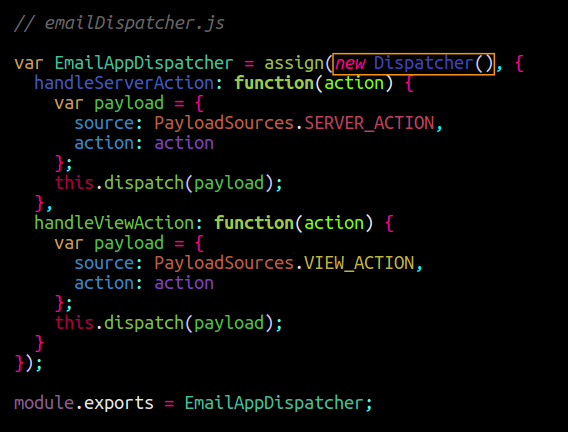 // emailDispatcher.js
var EmailAppDispatcher = assign(new Dispatcher(), {
handleServerAction: function(action) {
var payload = {
source: PayloadSources.SERVER_ACTION,
action: action
};
this.dispatch(payload);
},
handleViewAction: function(action) {
var payload = {
source: PayloadSources.VIEW_ACTION,
action: action
};
this.dispatch(payload);
}
});
module.exports = EmailAppDispatcher;